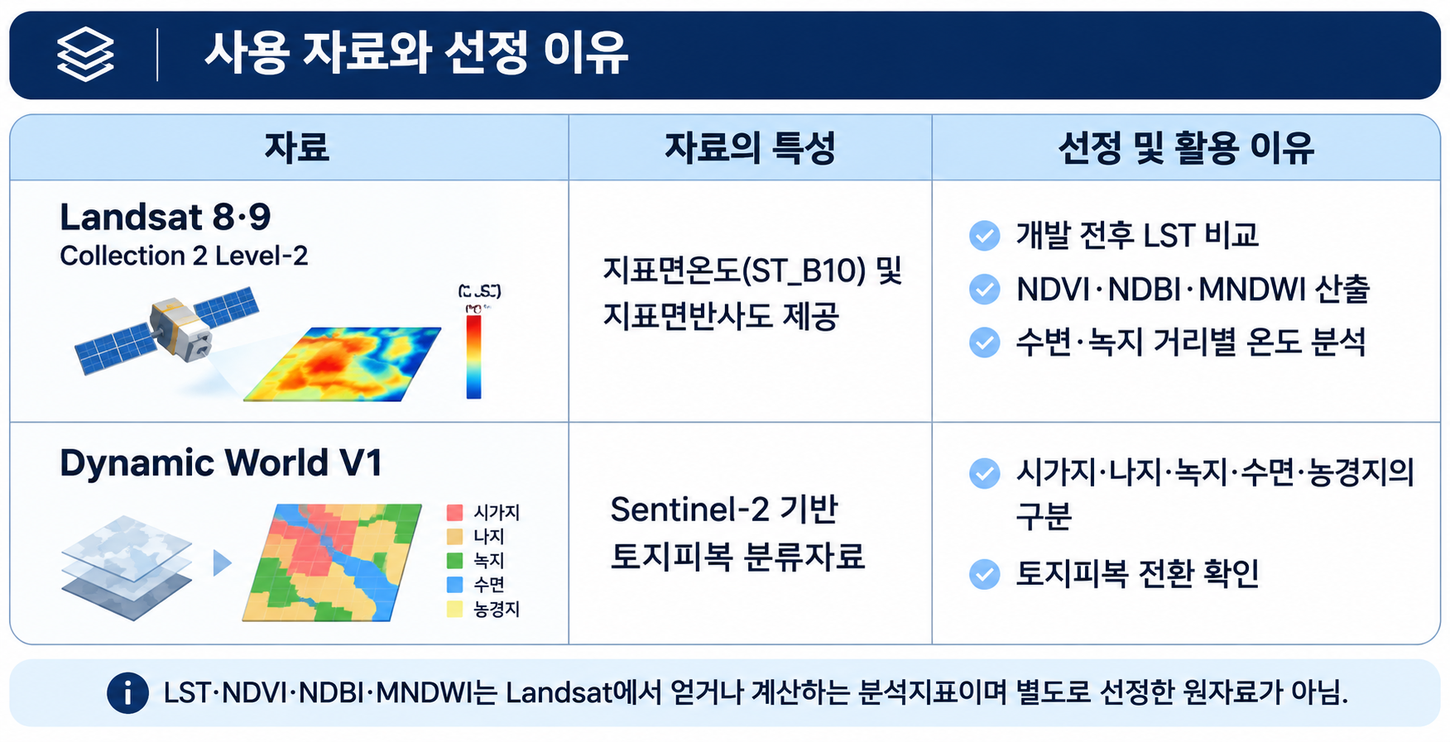 사용 자료와 선정 이유
자료
자료의 특성
선정 및 활용 이유
Landsat 8·9
Collection 2 Level-2
지표면온도(ST_B10) 및
지표면반사도 제공
개발 전후 LST 비교
NDVI·NDBI·MNDWI 산출
수변·녹지 거리별 온도 분석
Dynamic World V1
시가지
나지
녹지
수면
농경지
Sentinel-2 기반
토지피복 분류자료
시가지·나지·녹지·수면·농경지의
구분
토지피복 전환 확인
LST·NDVI·NDBI·MNDWI는 Landsat에서 얻거나 계산하는 분석지표이며 별도로 선정한 원자료가 아님.